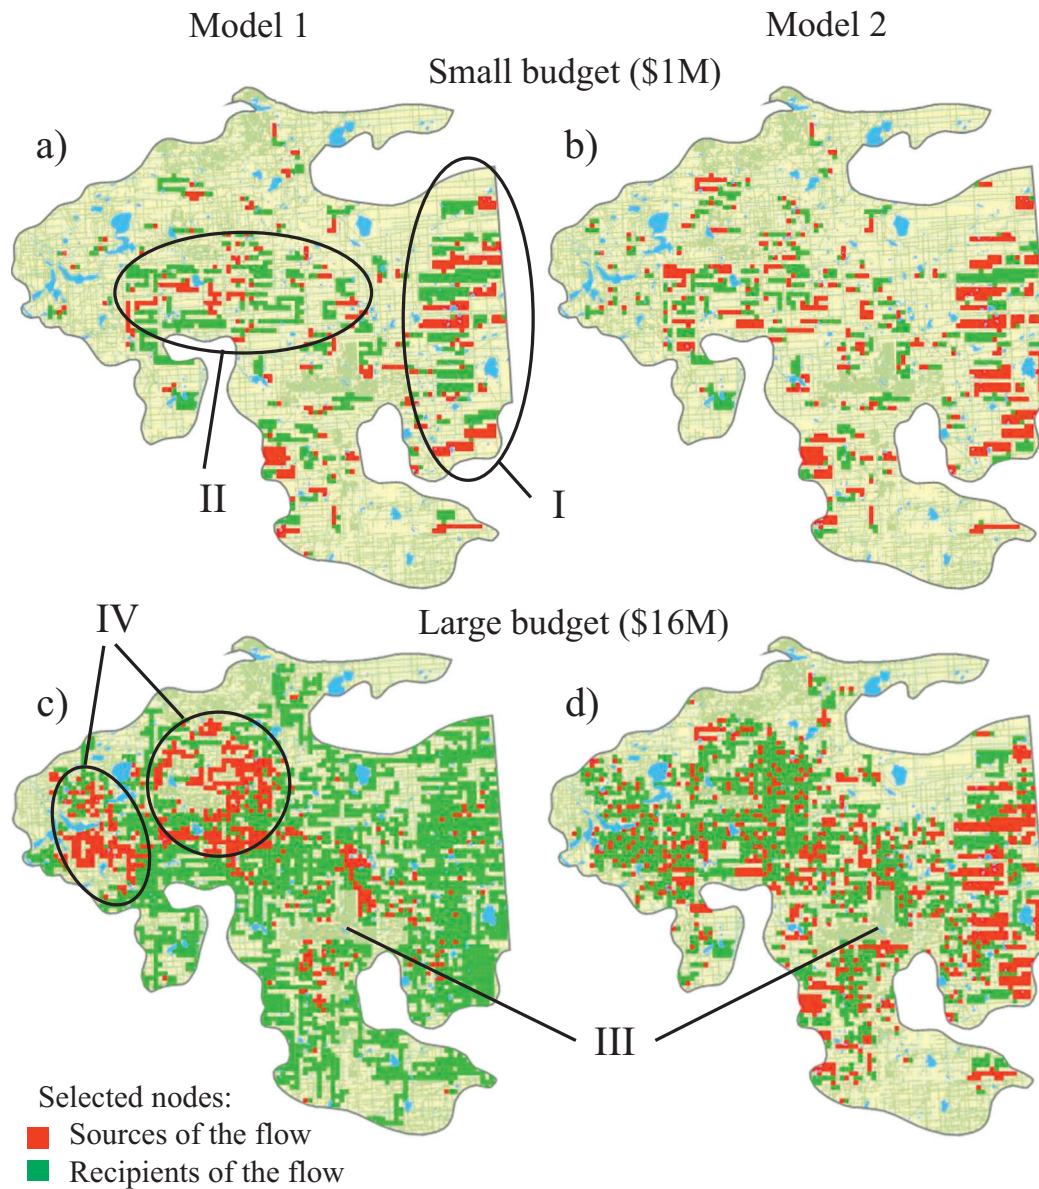 Model 1
Model 2
Small budget ($1M)
a)
b)
II
I
IV
Large budget ($16M)
c)
d)
III
Selected nodes:
Sources of the flow
Recipients of the flow